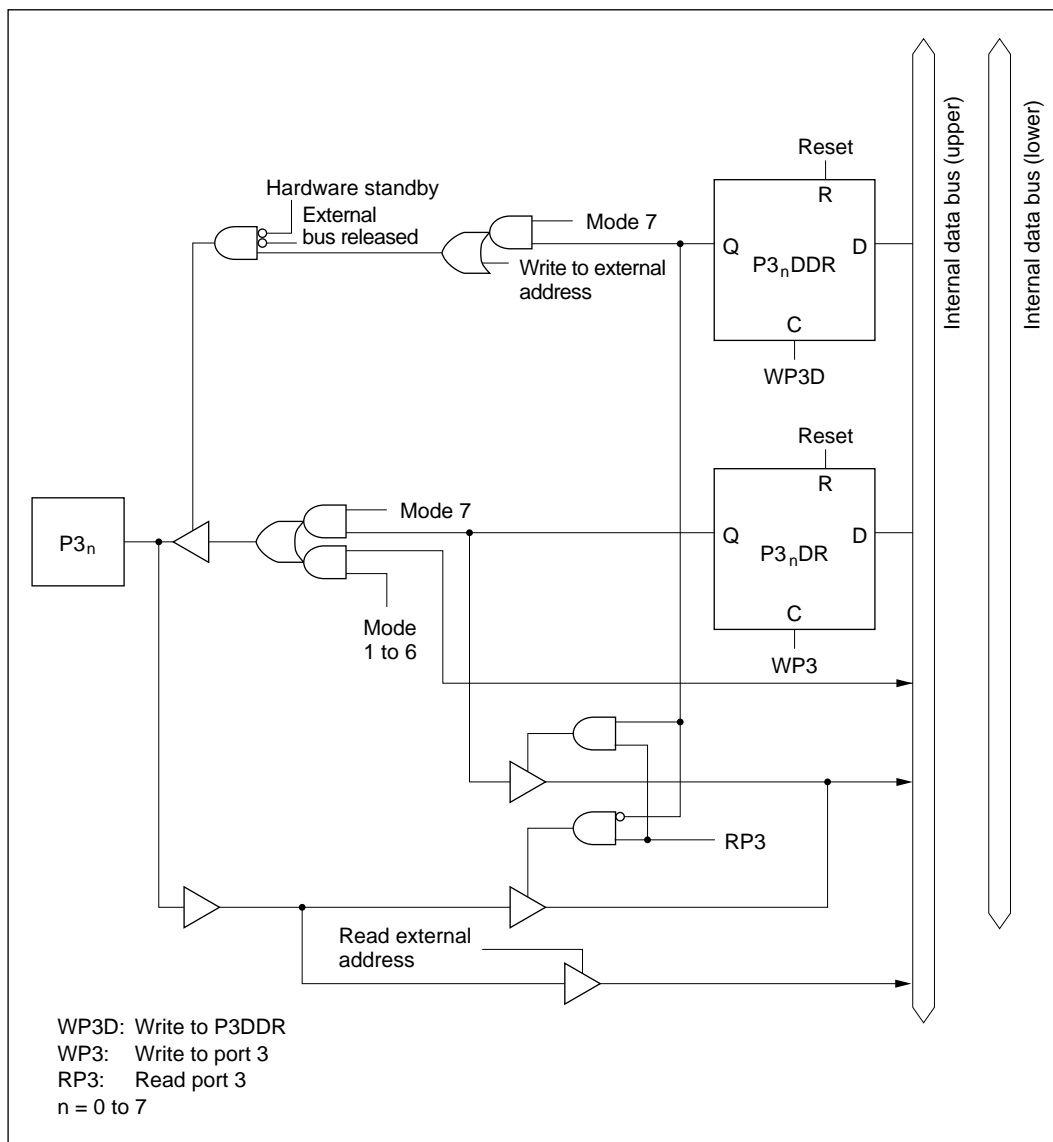 Reset
Hardware standby
External
bus released
Mode 7
R
Q
D
P3nDDR
Write to external
address
C
WP3D
Internal data bus (upper)
Internal data bus (lower)
Reset
R
P3n
Mode 7
Q
D
P3nDR
C
Mode
1 to 6
WP3
RP3
Read external
address
WP3D: Write to P3DDR
WP3: Write to port 3
RP3: Read port 3
n = 0 to 7